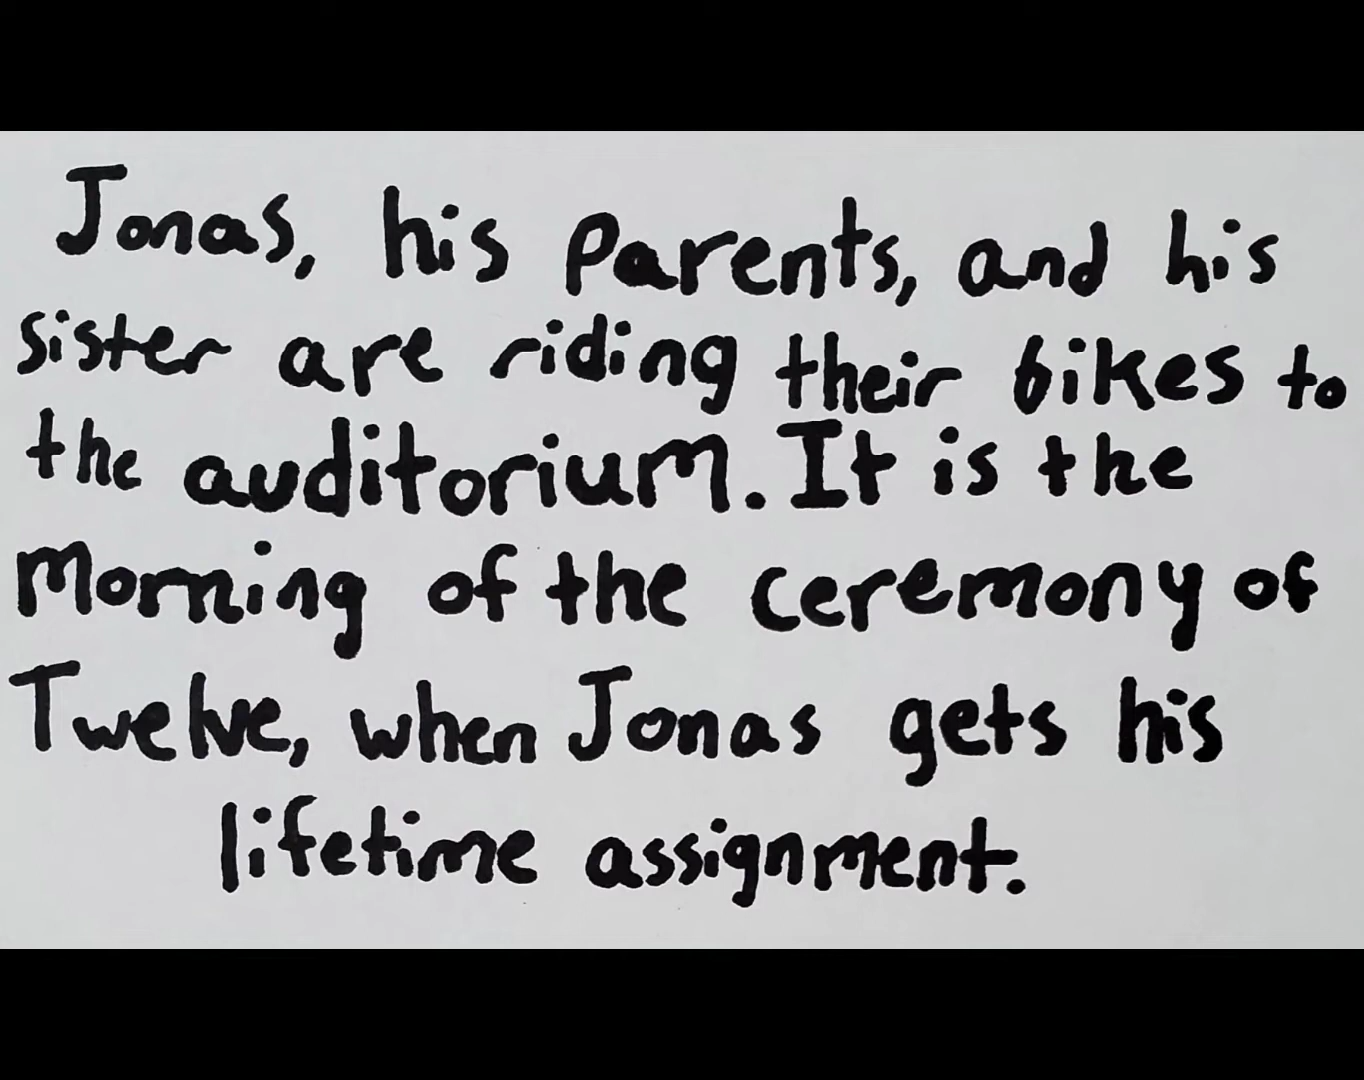 Jonas, his parents, and his
sister are riding their bikes to
the auditorium. It is the
morning of the ceremony of
Twelve, when Jonas gets his
lifetime assignment.